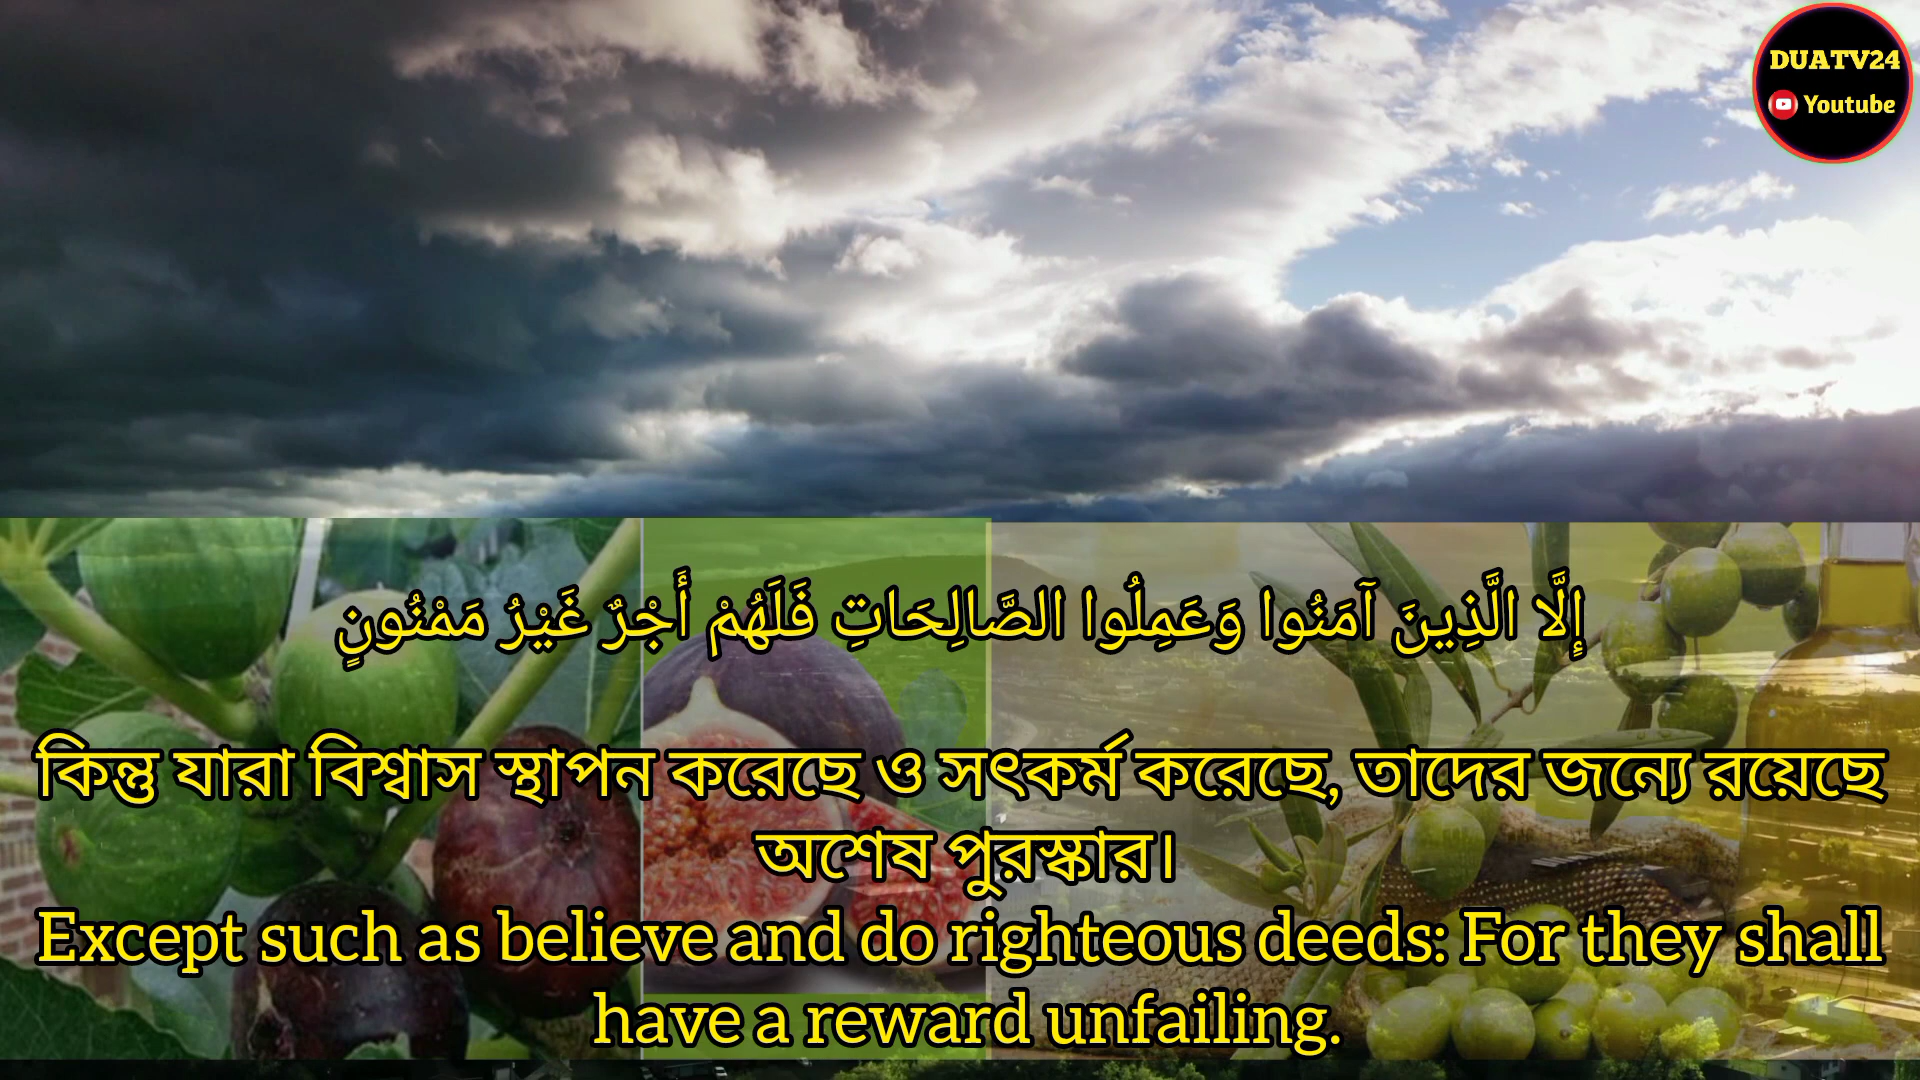 DUATV24
Youtube
إِلَّا الَّذِينَ آمَنُوا وَعَمِلُوا الصَّالِحَاتِ فَلَهُمْ أَجْرٌ غَيْرُ مَمْنُونٍ
কিন্তু যারা বিশ্বাস স্থাপন করেছে ও সৎকর্ম করেছে, তাদের জন্যে রয়েছে
অশেষ পুরস্কার।
Except such as believe and do righteous deeds: For they shall
have a reward unfailing.